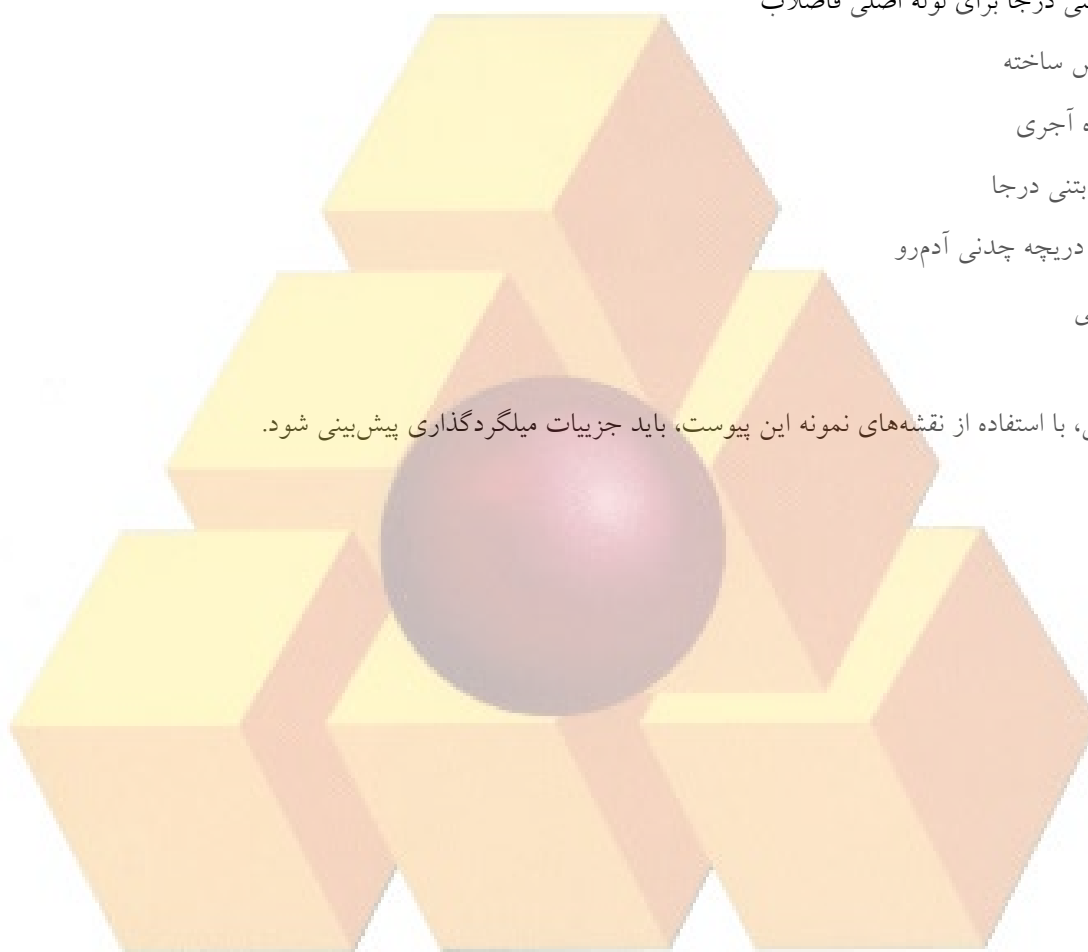 درجا برای لوله اصلی فاضلاب
ساخته
آجری
بتنی درجا
دریچه چدنی آدم‌رو
با استفاده از نقشه‌های نمونه این پیوست، باید جزییات میلگردگذاری پیش‌بینی شود.